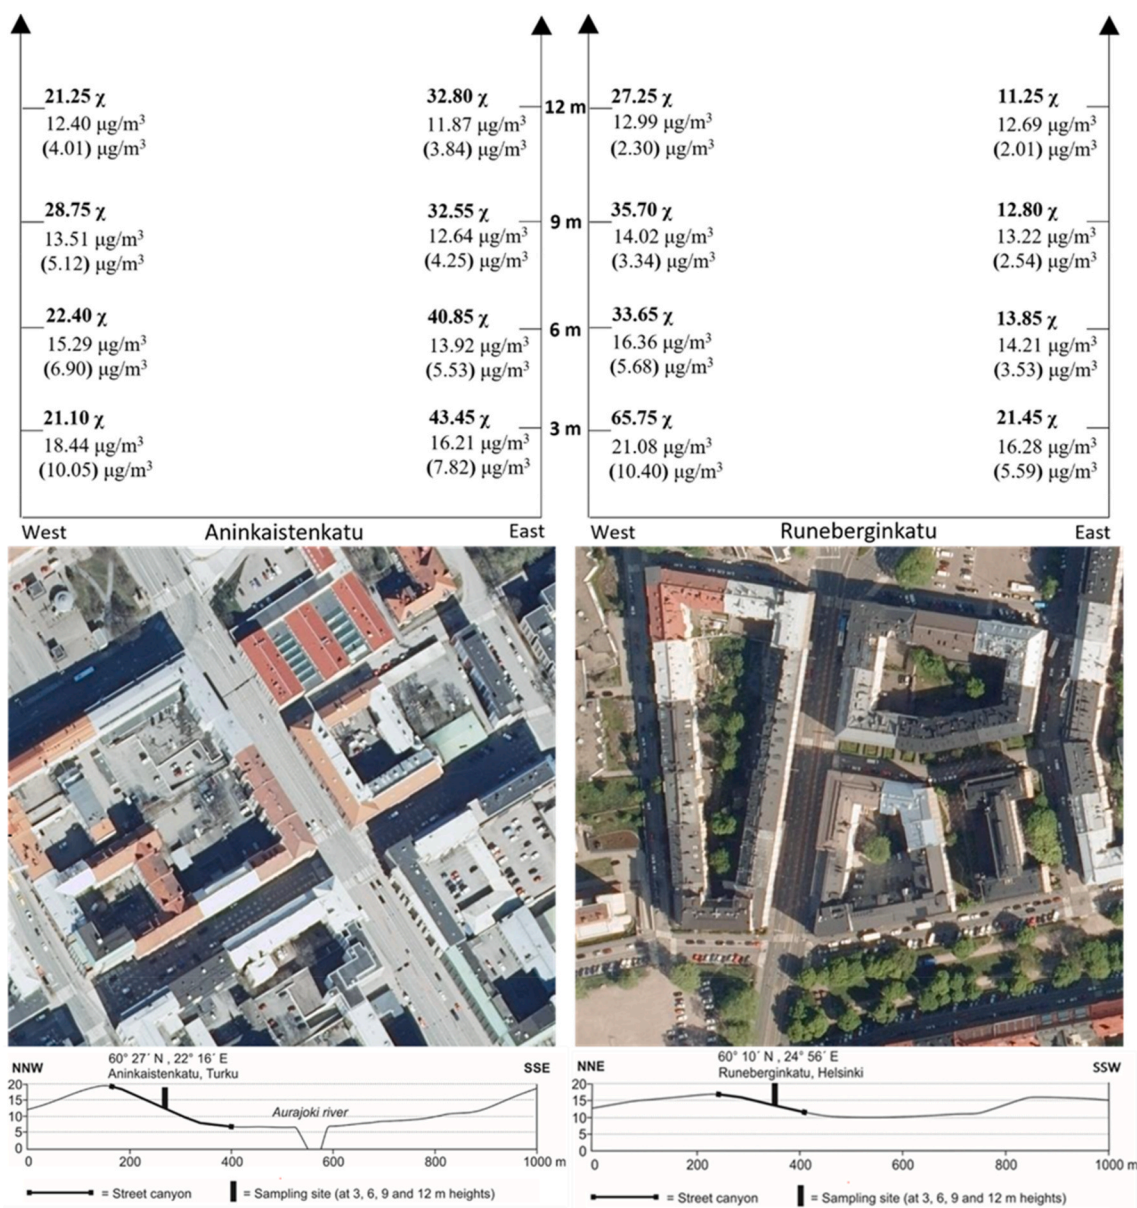 21.25 χ
12.40 μg/m³
(4.01) μg/m³
32.80 χ
11.87 μg/m³
(3.84) μg/m³
12 m
27.25 χ
12.99 μg/m³
(2.30) μg/m³
11.25 χ
12.69 μg/m³
(2.01) μg/m³
28.75 χ
13.51 μg/m³
(5.12) μg/m³
32.55 χ
12.64 μg/m³
(4.25) μg/m³
9 m
35.70 χ
14.02 μg/m³
(3.34) μg/m³
12.80 χ
13.22 μg/m³
(2.54) μg/m³
22.40 χ
15.29 μg/m³
(6.90) μg/m³
40.85 χ
13.92 μg/m³
(5.53) μg/m³
6 m
33.65 χ
16.36 μg/m³
(5.68) μg/m³
13.85 χ
14.21 μg/m³
(3.53) μg/m³
21.10 χ
18.44 μg/m³
(10.05) μg/m³
43.45 χ
16.21 μg/m³
(7.82) μg/m³
3 m
65.75 χ
21.08 μg/m³
(10.40) μg/m³
21.45 χ
16.28 μg/m³
(5.59) μg/m³
West Aninkaistenkatu East
West Runeberginkatu East
60° 27´ N , 22° 16´ E
NNW Aninkaistenkatu, Turku SSE
20
15
10
5
0
Aurajoki river
0 200 400 600 800 1000 m
= Street canyon = Sampling site (at 3, 6, 9 and 12 m heights)
60° 10´ N , 24° 56´ E
NNE Runeberginkatu, Helsinki SSW
20
15
10
5
0
0 200 400 600 800 1000 m
= Street canyon = Sampling site (at 3, 6, 9 and 12 m heights)